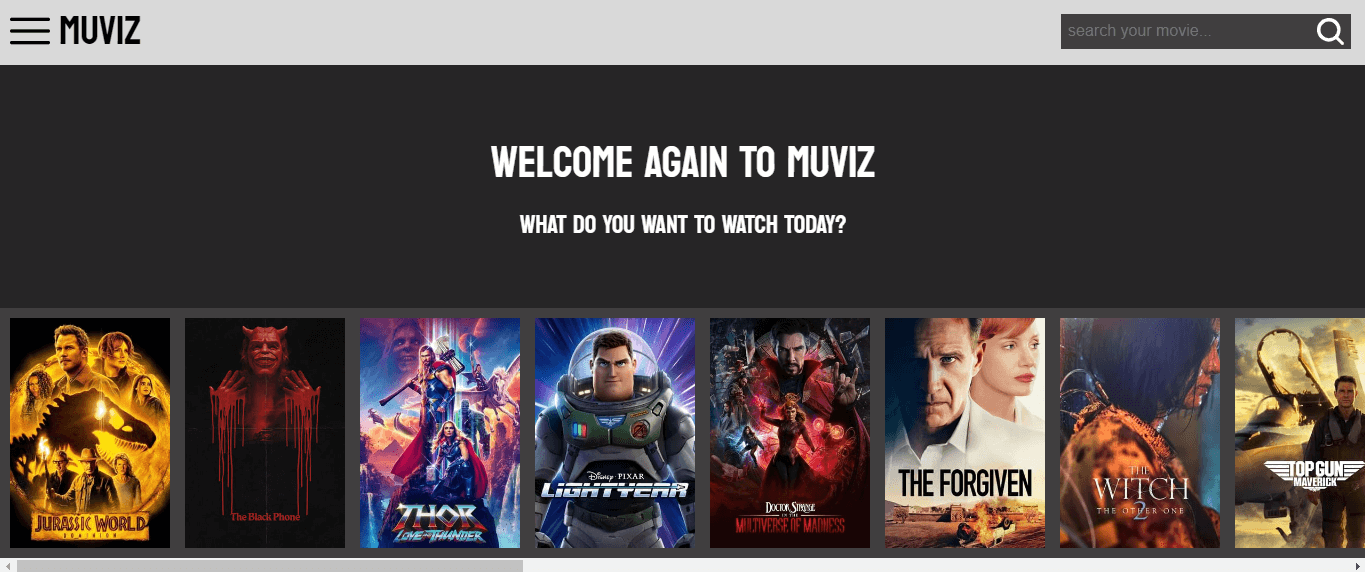 MUVIZ
search your movie...
WELCOME AGAIN TO MUVIZ
WHAT DO YOU WANT TO WATCH TODAY?
JURASSIC WORLD
DOMINION
The Black Phone
THOR
LOVE AND THUNDER
Disney · PIXAR
LIGHTYEAR
DOCTOR STRANGE
IN THE
MULTIVERSE OF MADNESS
THE FORGIVEN
THE
WITCH
2
THE OTHER ONE
TOP GUN
MAVERICK